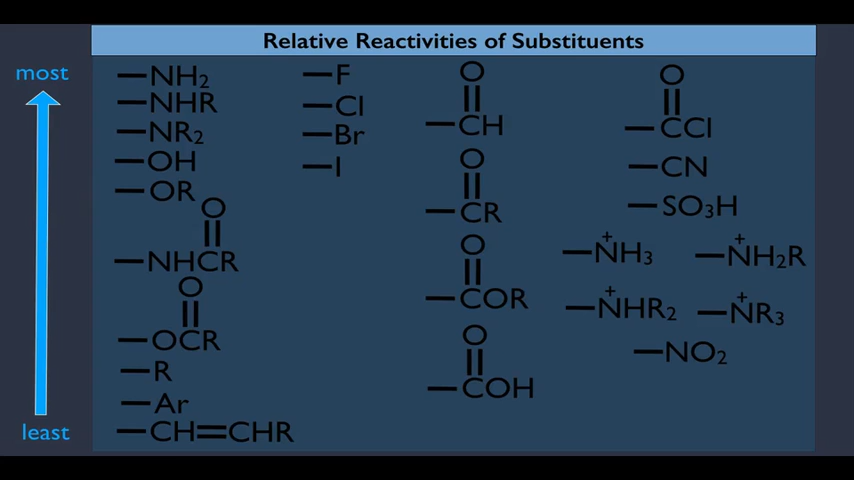 Relative Reactivities of Substituents
most
least
—NH₂
—NHR
—NR₂
—OH
—OR
O
—NHCR
O
—OCR
—R
—Ar
—CH=CHR
—F
—Cl
—Br
—I
O
—CH
O
—CR
O
—COR
O
—COH
O
—CCl
—CN
—SO₃H
—N⁺H₃ —N⁺H₂R
—N⁺HR₂ —N⁺R₃
—NO₂